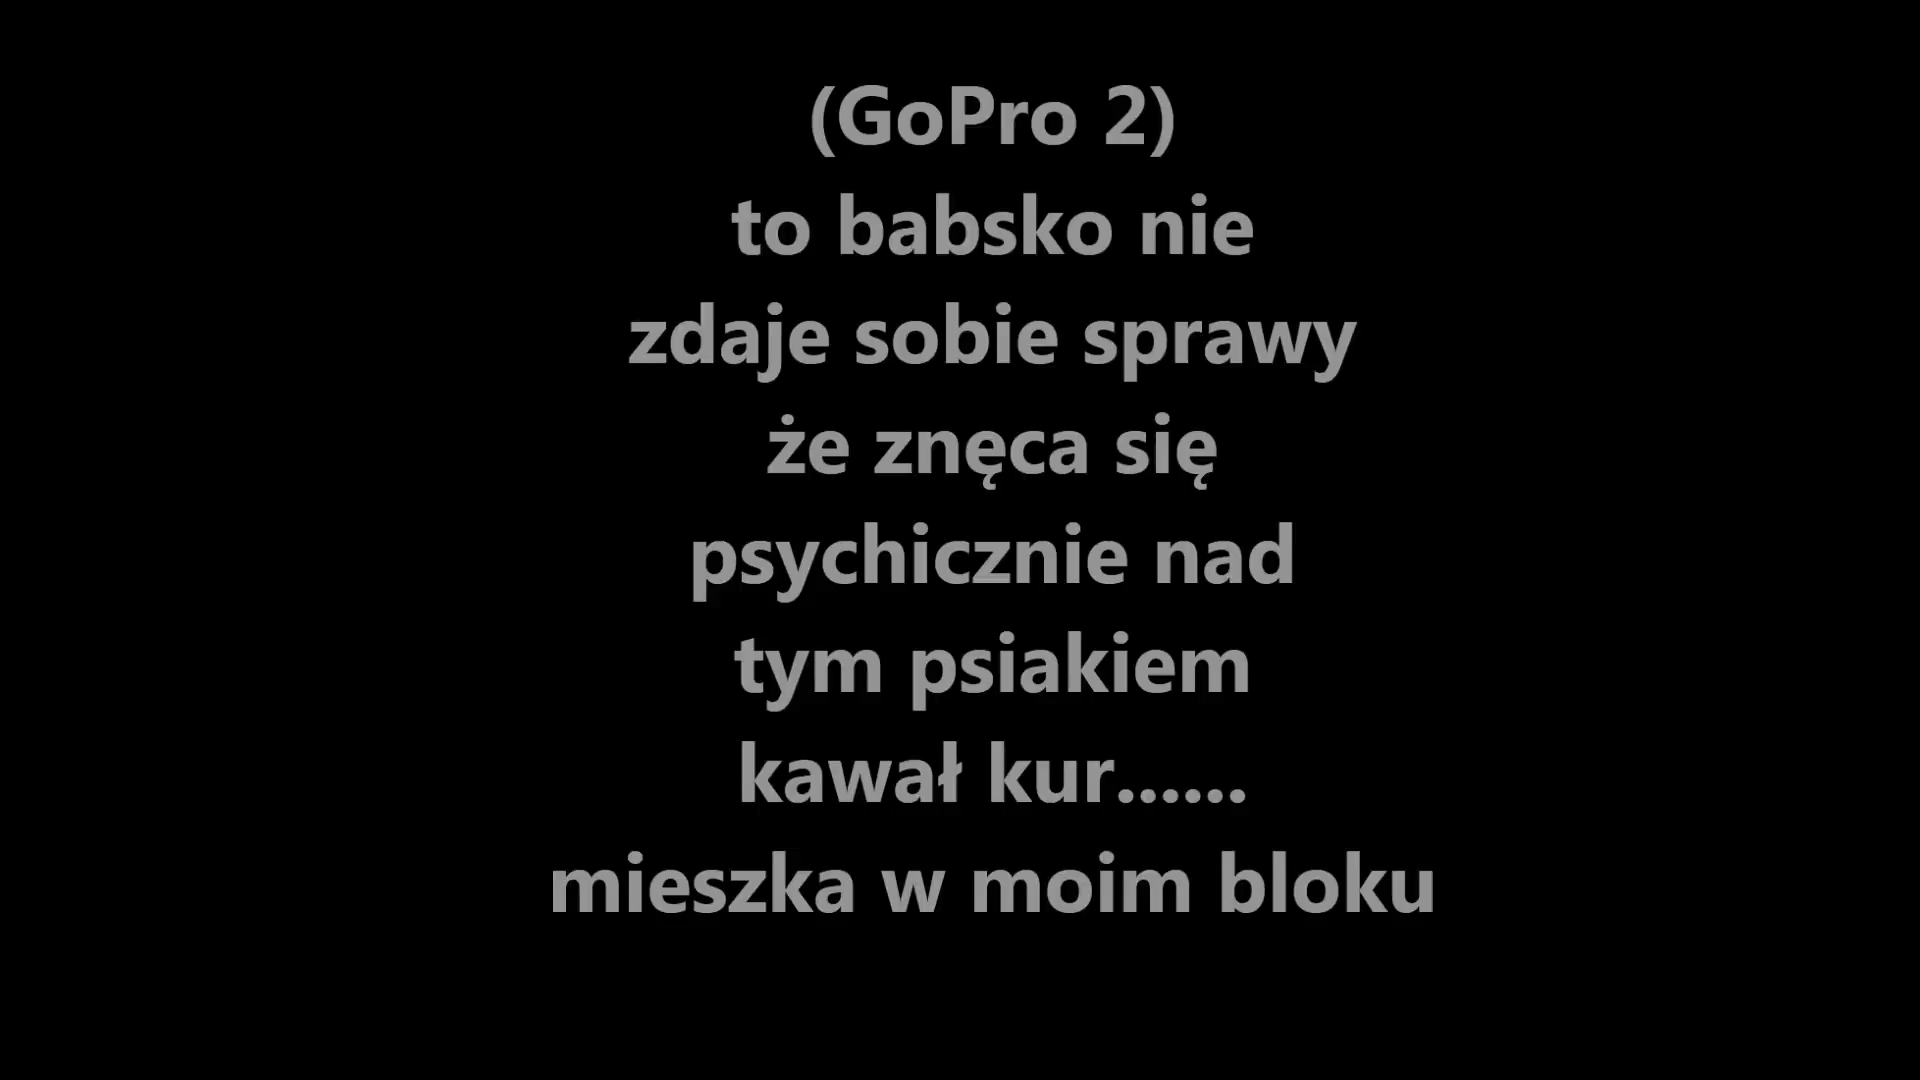 (GoPro 2)
to babsko nie
zdaje sobie sprawy
że znęca się
psychicznie nad
tym psiakiem
kawał kur......
mieszka w moim bloku